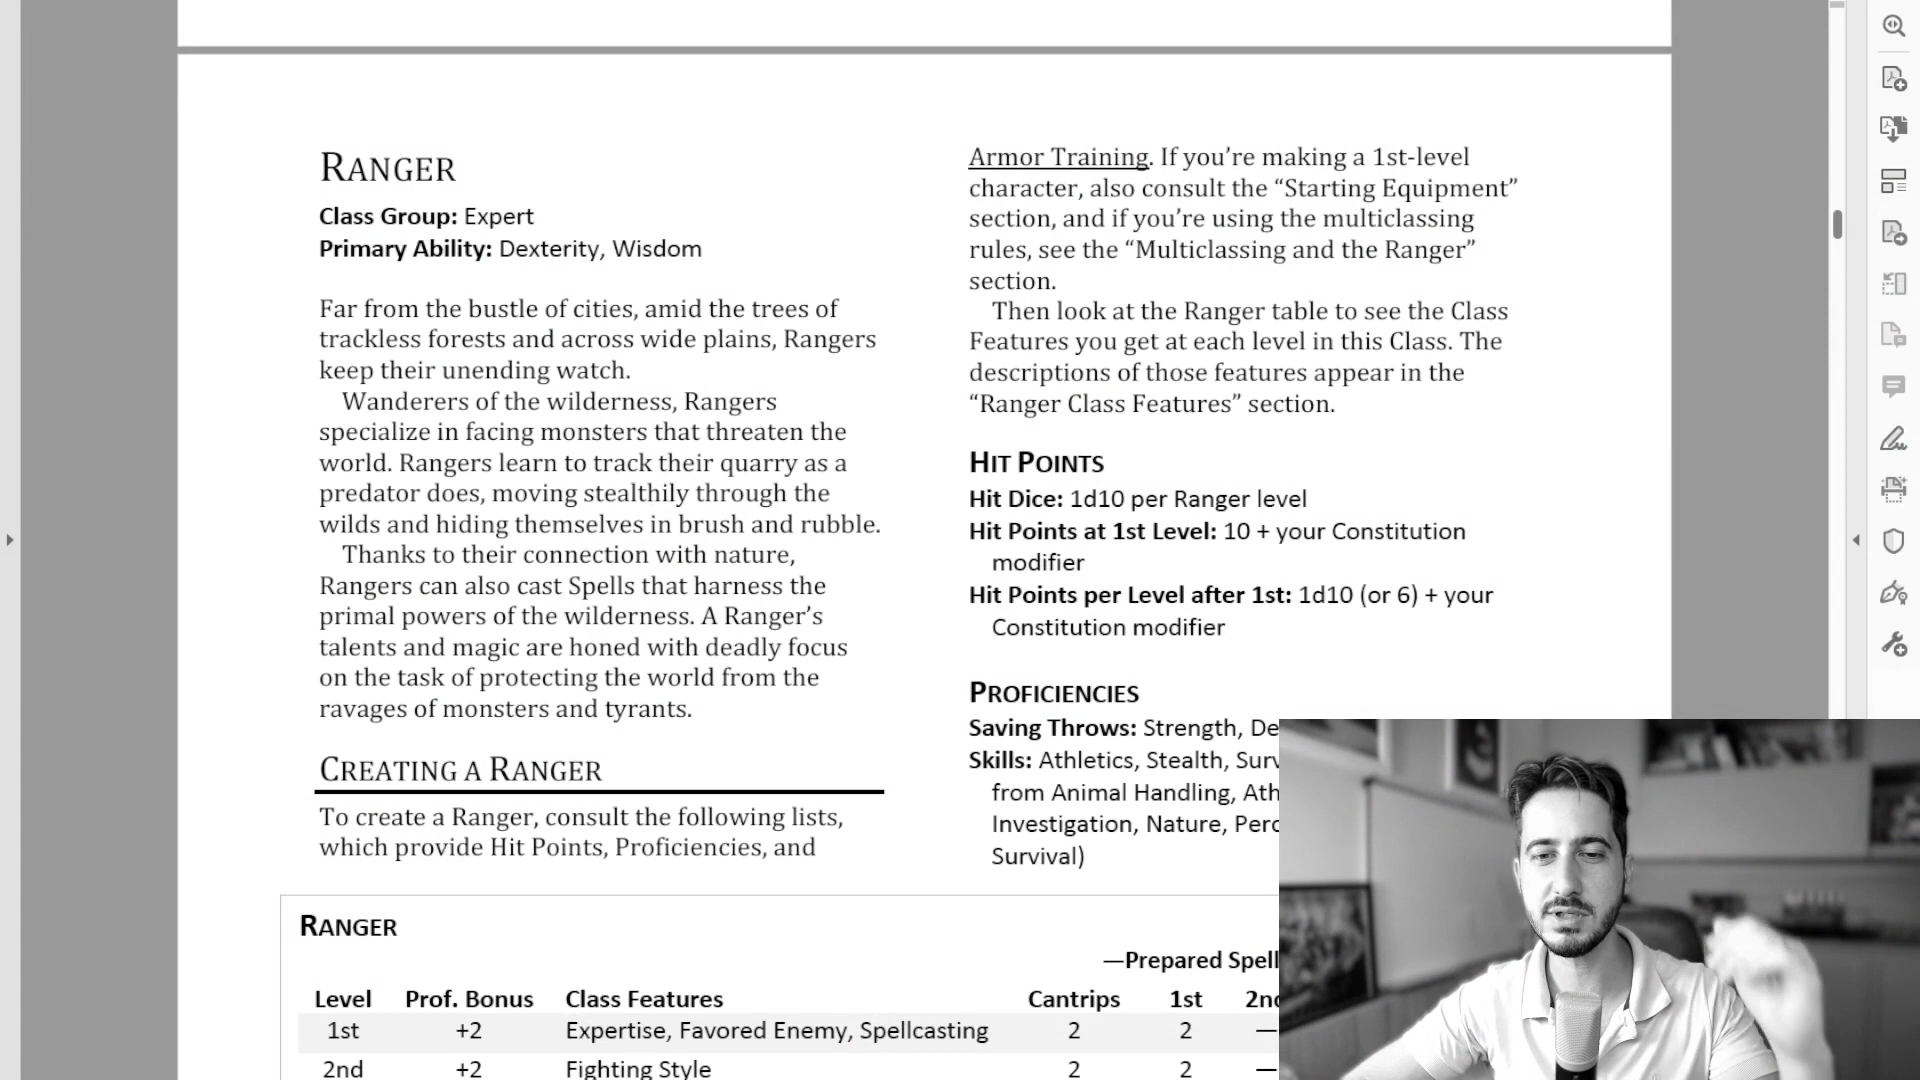 RANGER
Class Group: Expert
Primary Ability: Dexterity, Wisdom
Far from the bustle of cities, amid the trees of
trackless forests and across wide plains, Rangers
keep their unending watch.
Wanderers of the wilderness, Rangers
specialize in facing monsters that threaten the
world. Rangers learn to track their quarry as a
predator does, moving stealthily through the
wilds and hiding themselves in brush and rubble.
Thanks to their connection with nature,
Rangers can also cast Spells that harness the
primal powers of the wilderness. A Ranger’s
talents and magic are honed with deadly focus
on the task of protecting the world from the
ravages of monsters and tyrants.
CREATING A RANGER
To create a Ranger, consult the following lists,
which provide Hit Points, Proficiencies, and
Armor Training. If you’re making a 1st-level
character, also consult the “Starting Equipment”
section, and if you’re using the multiclassing
rules, see the “Multiclassing and the Ranger”
section.
Then look at the Ranger table to see the Class
Features you get at each level in this Class. The
descriptions of those features appear in the
“Ranger Class Features” section.
HIT POINTS
Hit Dice: 1d10 per Ranger level
Hit Points at 1st Level: 10 + your Constitution
modifier
Hit Points per Level after 1st: 1d10 (or 6) + your
Constitution modifier
PROFICIENCIES
Saving Throws: Strength,
Skills: Athletics, Stealth,
from Animal Handling,
Investigation, Nature,
Survival)
RANGER
—Prepared
Level Prof. Bonus Class Features Cantrips 1st
1st +2 Expertise, Favored Enemy, Spellcasting 2 2 —
2nd +2 Fighting Style 2 2 —